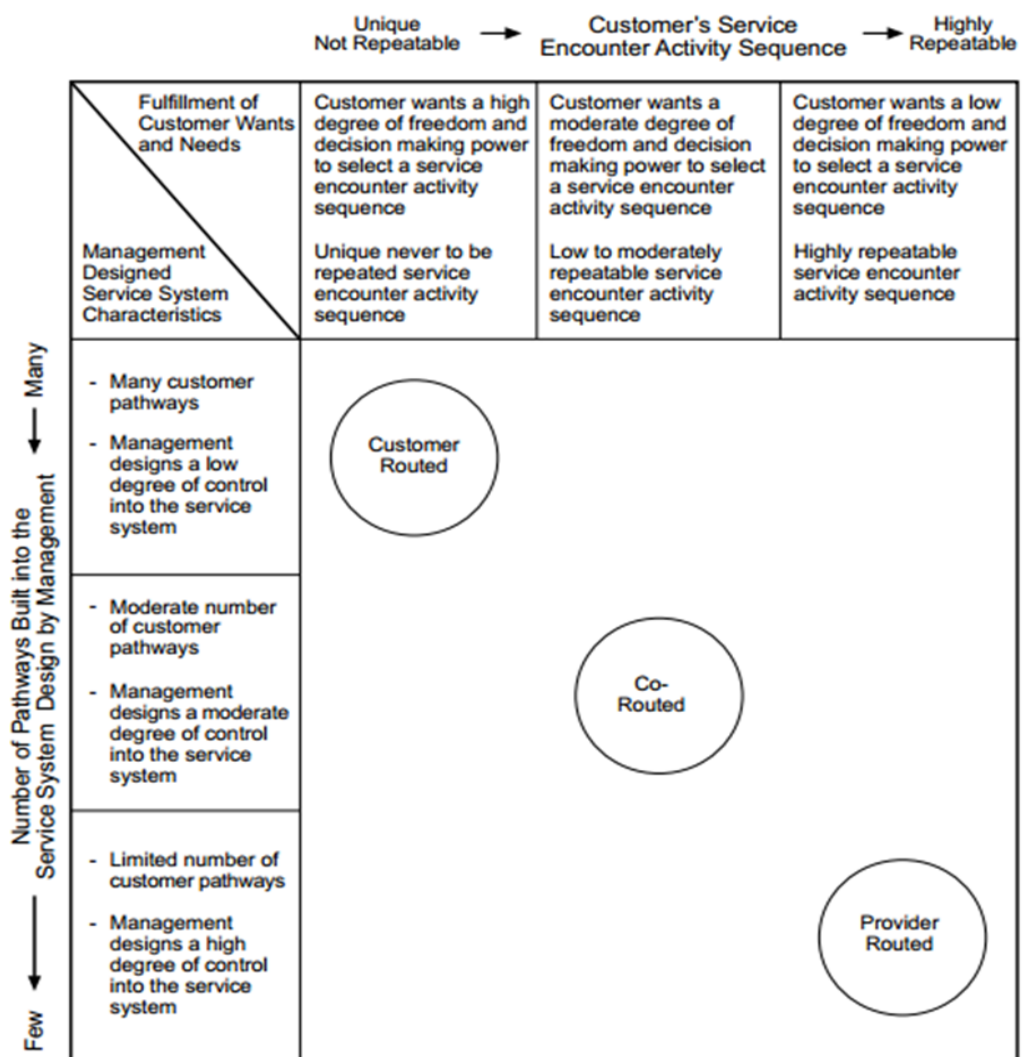 Unique
Not Repeatable
Customer's Service
Encounter Activity Sequence
Highly
Repeatable
Fulfillment of
Customer Wants
and Needs
Management
Designed
Service System
Characteristics
Customer wants a high
degree of freedom and
decision making power
to select a service
encounter activity
sequence
Unique never to be
repeated service
encounter activity
sequence
Customer wants a
moderate degree of
freedom and decision
making power to select
a service encounter
activity sequence
Low to moderately
repeatable service
encounter activity
sequence
Customer wants a low
degree of freedom and
decision making power
to select a service
encounter activity
sequence
Highly repeatable
service encounter
activity sequence
Many
Number of Pathways Built into the
Service System Design by Management
Few
- Many customer
pathways
- Management
designs a low
degree of control
into the service
system
Customer
Routed
- Moderate number
of customer
pathways
- Management
designs a moderate
degree of control
into the service
system
Co-
Routed
- Limited number of
customer pathways
- Management
designs a high
degree of control
into the service
system
Provider
Routed